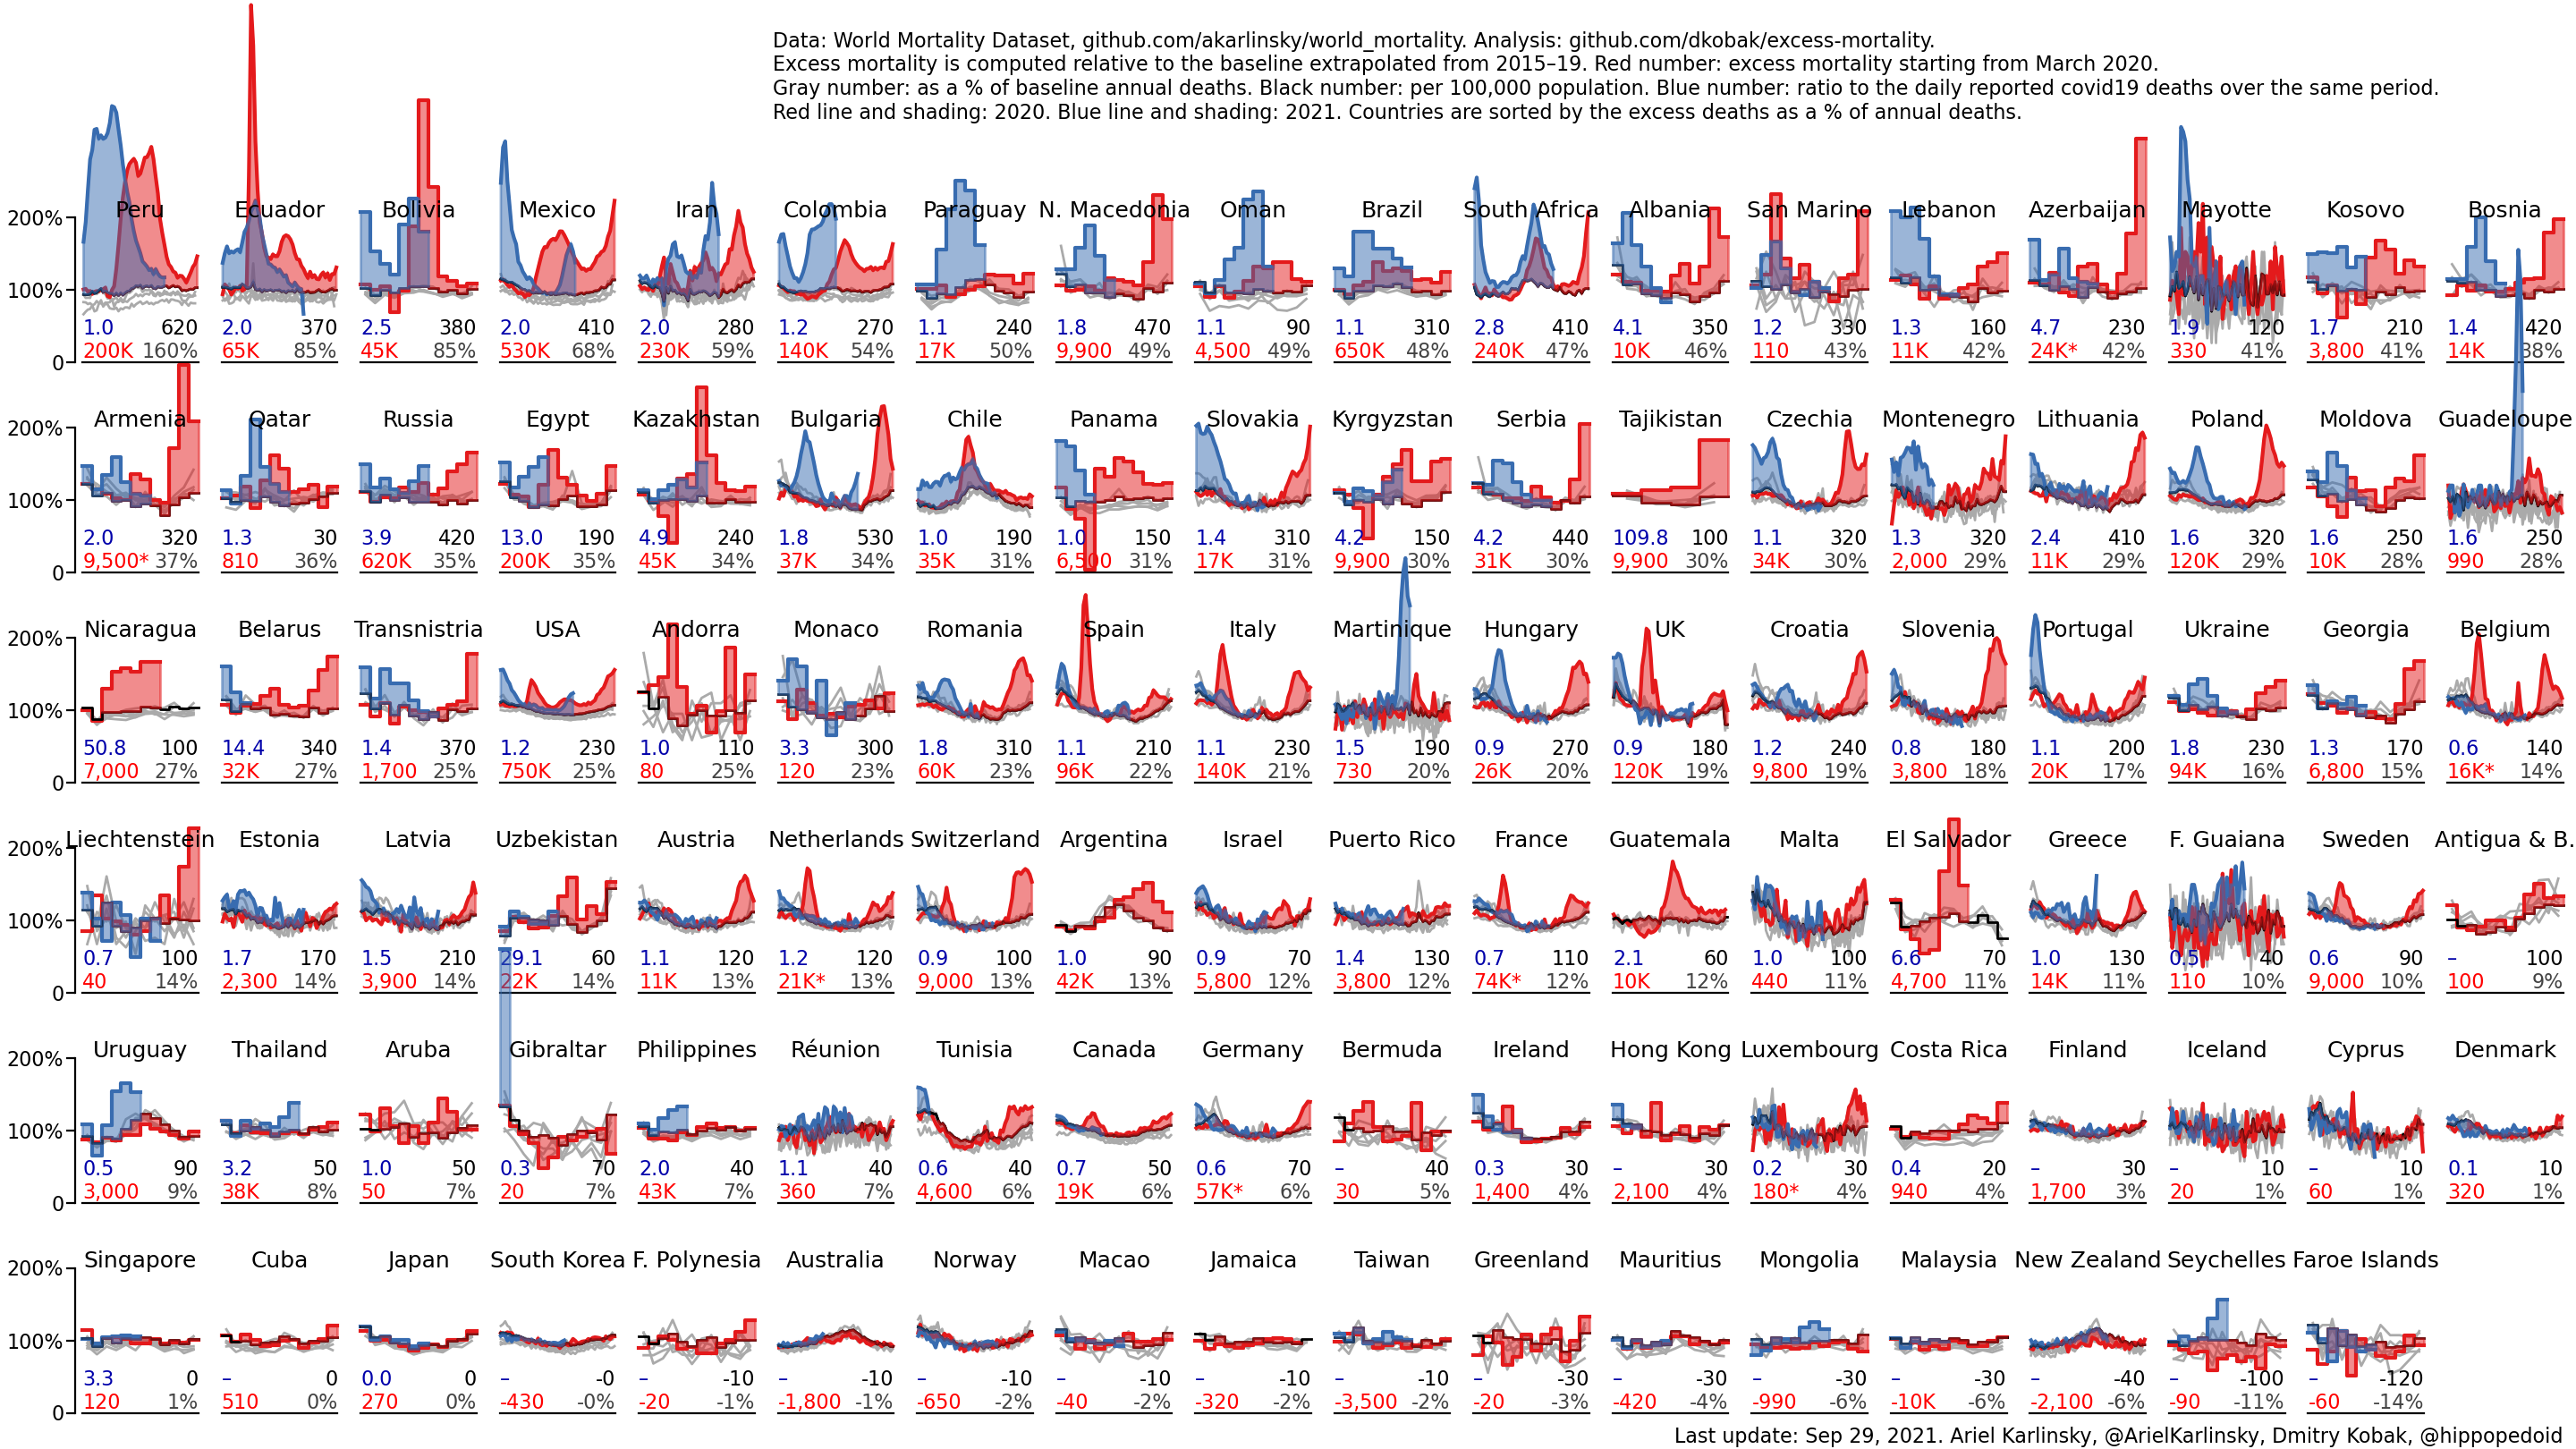 Data: World Mortality Dataset, github.com/akarlinsky/world_mortality. Analysis: github.com/dkobak/excess-mortality.
Excess mortality is computed relative to the baseline extrapolated from 2015–19. Red number: excess mortality starting from March 2020.
Gray number: as a % of baseline annual deaths. Black number: per 100,000 population. Blue number: ratio to the daily reported covid19 deaths over the same period.
Red line and shading: 2020. Blue line and shading: 2021. Countries are sorted by the excess deaths as a % of annual deaths.
Peru Ecuador Bolivia Mexico Iran Colombia Paraguay N. Macedonia Oman Brazil South Africa Albania San Marino Lebanon Azerbaijan Mayotte Kosovo Bosnia
200%
100%
1.0 620 2.0 370 2.5 380 2.0 410 2.0 280 1.2 270 1.1 240 1.8 470 1.1 90 1.1 310 2.8 410 4.1 350 1.2 330 1.3 160 4.7 230 1.9 120 1.7 210 1.4 420
0 200K 160% 65K 85% 45K 85% 530K 68% 230K 59% 140K 54% 17K 50% 9,900 49% 4,500 49% 650K 48% 240K 47% 10K 46% 110 43% 11K 42% 24K* 42% 330 41% 3,800 41% 14K 38%
Armenia Qatar Russia Egypt Kazakhstan Bulgaria Chile Panama Slovakia Kyrgyzstan Serbia Tajikistan Czechia Montenegro Lithuania Poland Moldova Guadeloupe
200%
100%
2.0 320 1.3 30 3.9 420 13.0 190 4.9 240 1.8 530 1.0 190 1.0 150 1.4 310 4.2 150 4.2 440 109.8 100 1.1 320 1.3 320 2.4 410 1.6 320 1.6 250 1.6 250
0 9,500* 37% 810 36% 620K 35% 200K 35% 45K 34% 37K 34% 35K 31% 6,500 31% 17K 31% 9,900 30% 31K 30% 9,900 30% 34K 30% 2,000 29% 11K 29% 120K 29% 10K 28% 990 28%
Nicaragua Belarus Transnistria USA Andorra Monaco Romania Spain Italy Martinique Hungary UK Croatia Slovenia Portugal Ukraine Georgia Belgium
200%
100%
50.8 100 14.4 340 1.4 370 1.2 230 1.0 110 3.3 300 1.8 310 1.1 210 1.1 230 1.5 190 0.9 270 0.9 180 1.2 240 0.8 180 1.1 200 1.8 230 1.3 170 0.6 140
0 7,000 27% 32K 27% 1,700 25% 750K 25% 80 25% 120 23% 60K 23% 96K 22% 140K 21% 730 20% 26K 20% 120K 19% 9,800 19% 3,800 18% 20K 17% 94K 16% 6,800 15% 16K* 14%
Liechtenstein Estonia Latvia Uzbekistan Austria Netherlands Switzerland Argentina Israel Puerto Rico France Guatemala Malta El Salvador Greece F. Guaiana Sweden Antigua & B.
200%
100%
0.7 100 1.7 170 1.5 210 29.1 60 1.1 120 1.2 120 0.9 100 1.0 90 0.9 70 1.4 130 0.7 110 2.1 60 1.0 100 6.6 70 1.0 130 0.5 40 0.6 90 – 100
0 40 14% 2,300 14% 3,900 14% 22K 14% 11K 13% 21K* 13% 9,000 13% 42K 13% 5,800 12% 3,800 12% 74K* 12% 10K 12% 440 11% 4,700 11% 14K 11% 110 10% 9,000 10% 100 9%
Uruguay Thailand Aruba Gibraltar Philippines Réunion Tunisia Canada Germany Bermuda Ireland Hong Kong Luxembourg Costa Rica Finland Iceland Cyprus Denmark
200%
100%
0.5 90 3.2 50 1.0 50 0.3 70 2.0 40 1.1 40 0.6 40 0.7 50 0.6 70 – 40 0.3 30 – 30 0.2 30 0.4 20 – 30 – 10 – 10 0.1 10
0 3,000 9% 38K 8% 50 7% 20 7% 43K 7% 360 7% 4,600 6% 19K 6% 57K* 6% 30 5% 1,400 4% 2,100 4% 180* 4% 940 4% 1,700 3% 20 1% 60 1% 320 1%
Singapore Cuba Japan South Korea F. Polynesia Australia Norway Macao Jamaica Taiwan Greenland Mauritius Mongolia Malaysia New Zealand Seychelles Faroe Islands
200%
100%
3.3 0 – 0 0.0 0 – -0 – -10 – -10 – -10 – -10 – -10 – -10 – -30 – -30 – -30 – -30 – -40 – -100 – -120
0 120 1% 510 0% 270 0% -430 -0% -20 -1% -1,800 -1% -650 -2% -40 -2% -320 -2% -3,500 -2% -20 -3% -420 -4% -990 -6% -10K -6% -2,100 -6% -90 -11% -60 -14%
Last update: Sep 29, 2021. Ariel Karlinsky, @ArielKarlinsky, Dmitry Kobak, @hippopedoid